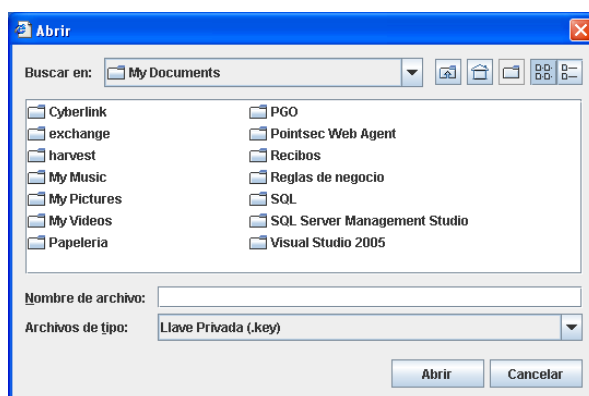 Abrir
Buscar en: My Documents
Cyberlink
exchange
harvest
My Music
My Pictures
My Videos
Papeleria
PGO
Pointsec Web Agent
Recibos
Reglas de negocio
SQL
SQL Server Management Studio
Visual Studio 2005
Nombre de archivo:
Archivos de tipo: Llave Privada (.key)
Abrir Cancelar